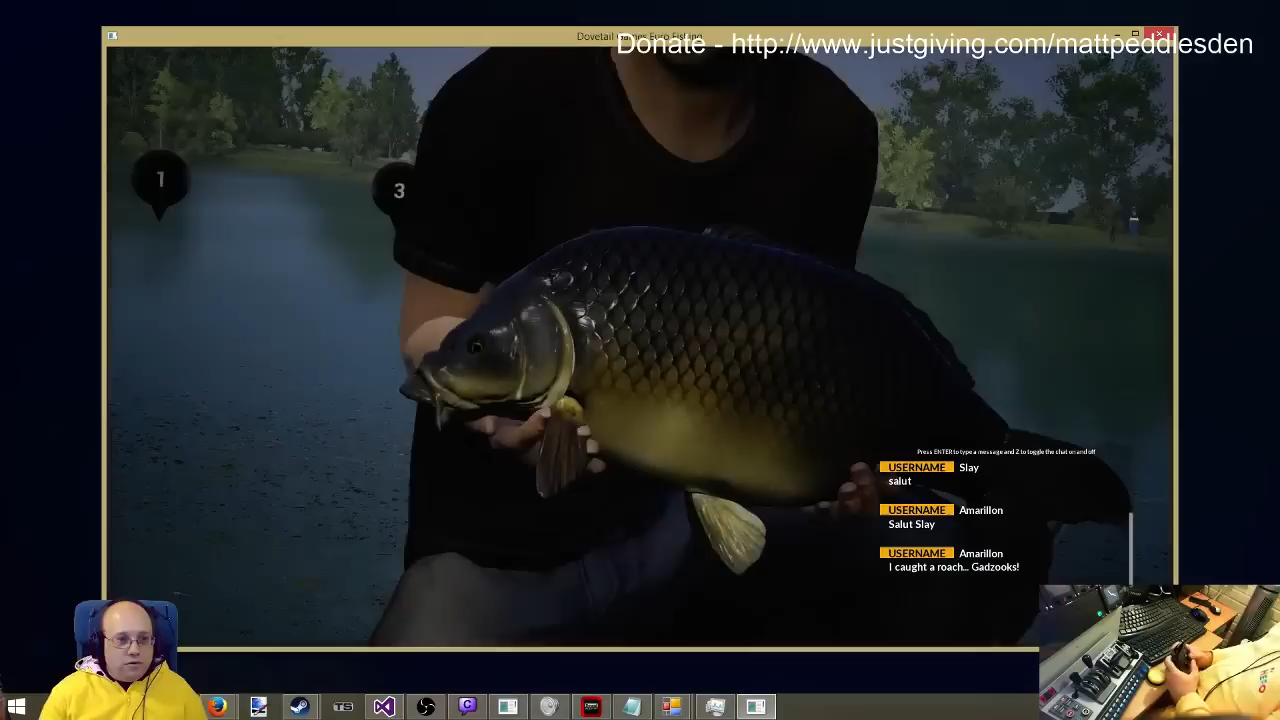 Dovetail Games Euro Fishing
Donate - http://www.justgiving.com/mattpeddlesden
1
3
Press ENTER to type a message and Z to toggle the chat on and off
USERNAME Slay
salut
USERNAME Amarillon
Salut Slay
USERNAME Amarillon
I caught a roach... Gadzooks!
TS
C